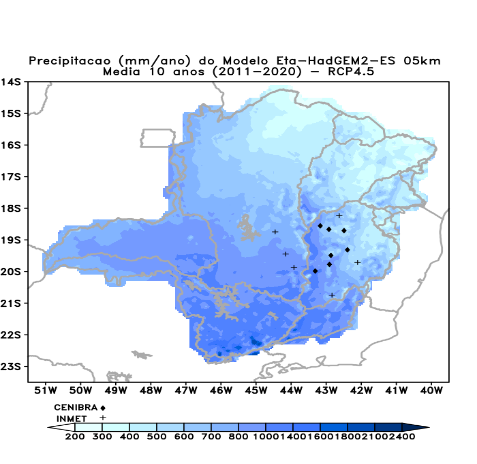 Precipitacao (mm/ano) do Modelo Eta-HadGEM2-ES 05km
Media 10 anos (2011-2020) - RCP4.5
14S
15S
16S
17S
18S
19S
20S
21S
22S
23S
51W 50W 49W 48W 47W 46W 45W 44W 43W 42W 41W 40W
CENIBRA
INMET
200 300 400 500 600 700 800 1000 1400 1600 1800 2100 2400